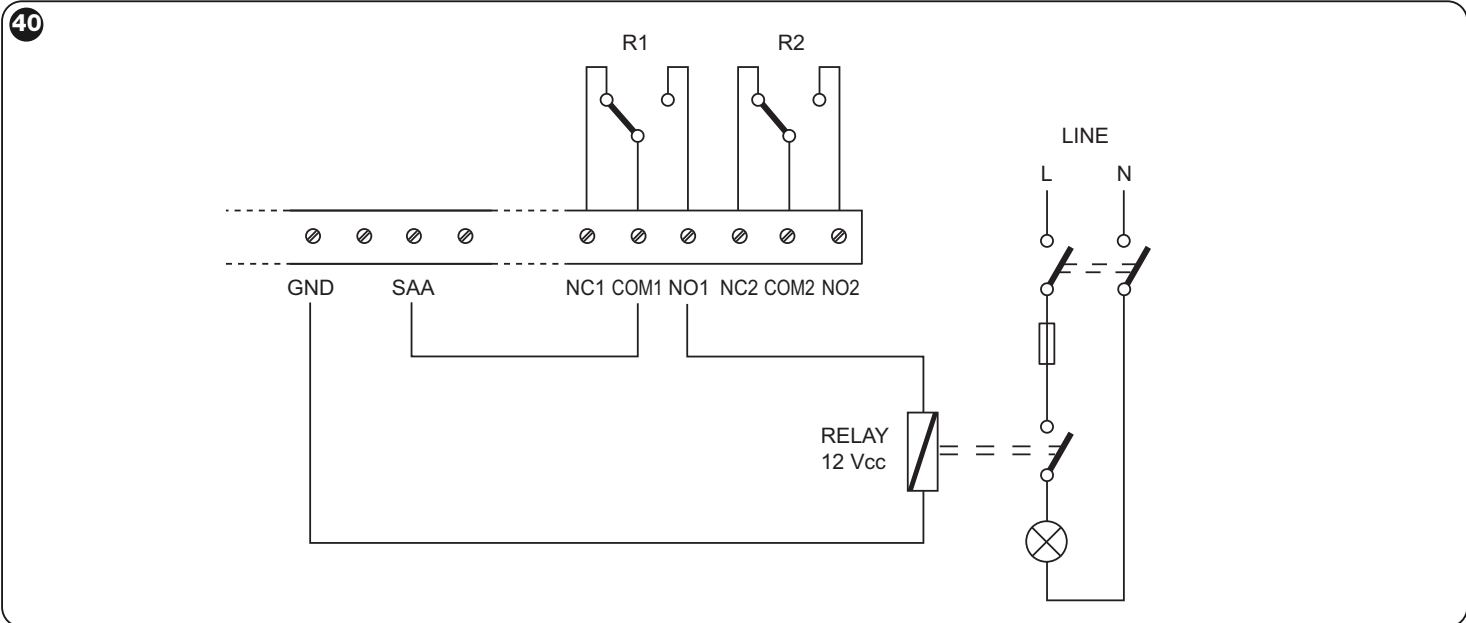 40
R1 R2
LINE
L N
GND SAA NC1 COM1 NO1 NC2 COM2 NO2
RELAY
12 Vcc